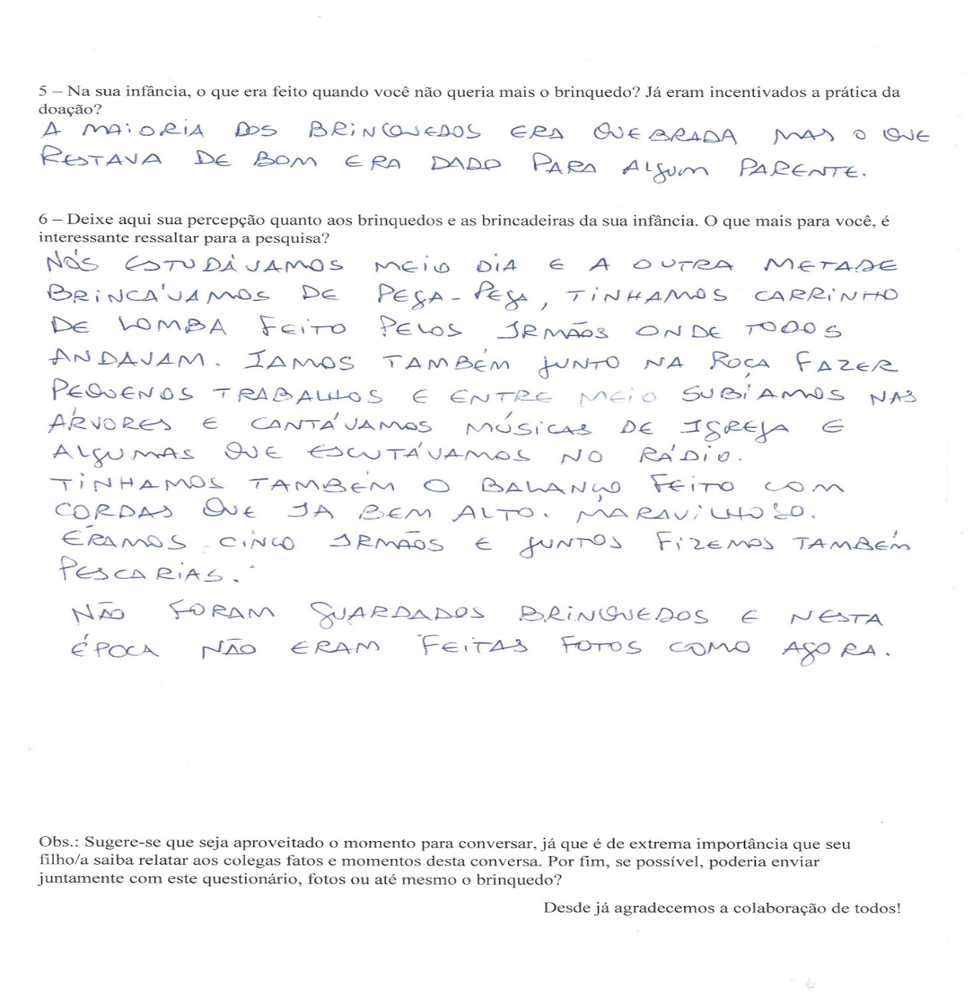 5 – Na sua infância, o que era feito quando você não queria mais o brinquedo? Já eram incentivados a prática da
doação?
A MAIORIA DOS BRINQUEDOS ERA QUEBRADA MAS O QUE
RESTAVA DE BOM ERA DADO PARA ALGUM PARENTE.
6 – Deixe aqui sua percepção quanto aos brinquedos e as brincadeiras da sua infância. O que mais para você, é
interessante ressaltar para a pesquisa?
NÓS ESTUDÁVAMOS MEIO DIA E A OUTRA METADE
BRINCÁVAMOS DE PEGA-PEGA, TINHAMOS CARRINHO
DE LOMBA FEITO PELOS IRMÃOS ONDE TODOS
ANDAVAM. IAMOS TAMBÉM JUNTO NA ROÇA FAZER
PEQUENOS TRABALHOS E ENTRE MEIO SUBÍAMOS NAS
ÁRVORES E CANTÁVAMOS MÚSICAS DE IGREJA E
ALGUMAS QUE ESCUTÁVAMOS NO RÁDIO.
TINHAMOS TAMBÉM O BALANÇO FEITO COM
CORDAS QUE IA BEM ALTO. MARAVILHOSO.
ÉRAMOS CINCO IRMÃOS E JUNTOS FIZEMOS TAMBÉM
PESCARIAS.
NÃO FORAM GUARDADOS BRINQUEDOS E NESTA
ÉPOCA NÃO ERAM FEITAS FOTOS COMO AGORA.
Obs.: Sugere-se que seja aproveitado o momento para conversar, já que é de extrema importância que seu
filho/a saiba relatar aos colegas fatos e momentos desta conversa. Por fim, se possível, poderia enviar
juntamente com este questionário, fotos ou até mesmo o brinquedo?
Desde já agradecemos a colaboração de todos!